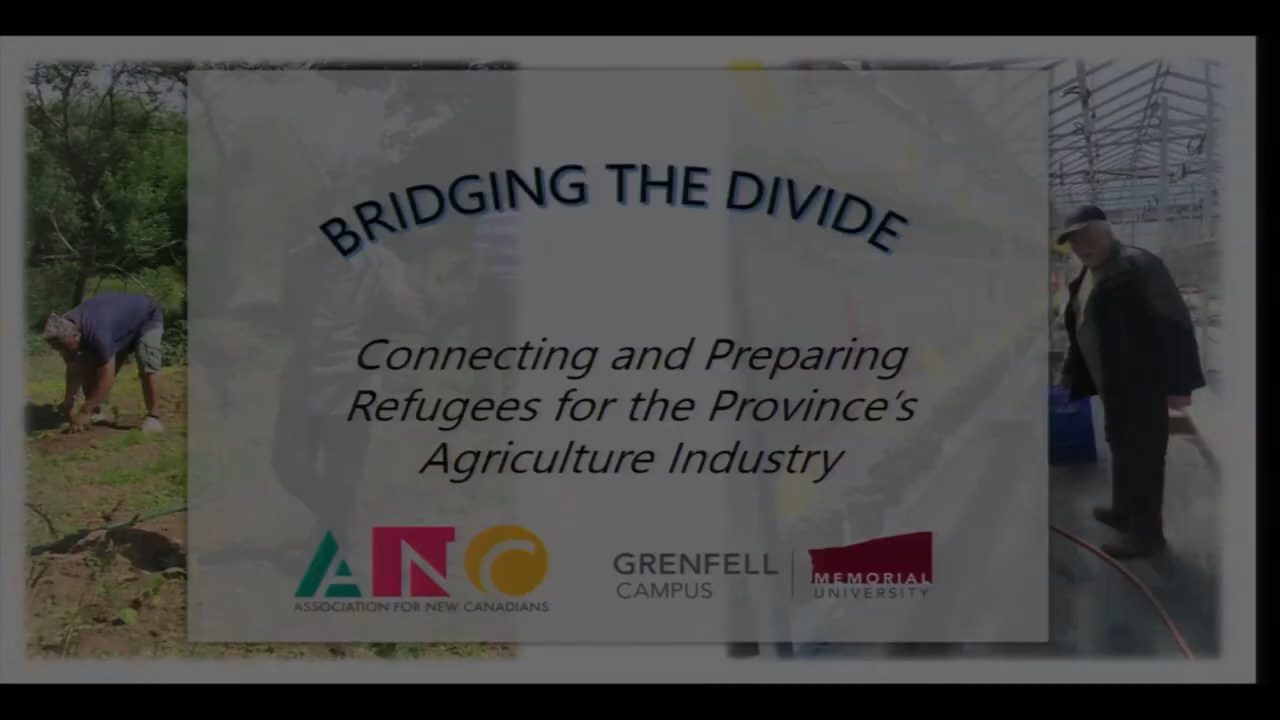 BRIDGING THE DIVIDE
Connecting and Preparing
Refugees for the Province's
Agriculture Industry
ANC
ASSOCIATION FOR NEW CANADIANS
GRENFELL
CAMPUS
MEMORIAL
UNIVERSITY